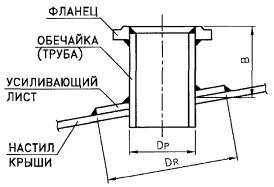 ФЛАНЕЦ
ОБЕЧАЙКА
(ТРУБА)
УСИЛИВАЮЩИЙ
ЛИСТ
НАСТИЛ
КРЫШИ
B
DP
DR